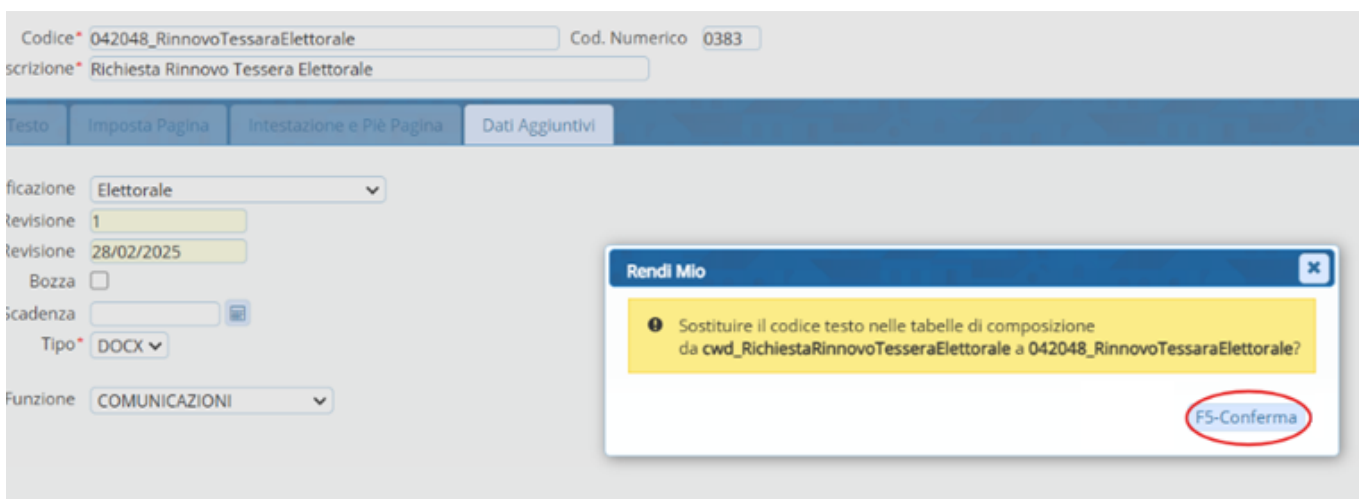 Codice* 042048_RinnovoTessaraElettorale Cod. Numerico 0383
scrizione* Richiesta Rinnovo Tessera Elettorale
Testo Imposta Pagina Intestazione e Piè Pagina Dati Aggiuntivi
ficazione Elettorale
Revisione 1
Revisione 28/02/2025
Bozza
Scadenza
Tipo* DOCX
Funzione COMUNICAZIONI
Rendi Mio
Sostituire il codice testo nelle tabelle di composizione
da cwd_RichiestaRinnovoTesseraElettorale a 042048_RinnovoTessaraElettorale?
F5-Conferma